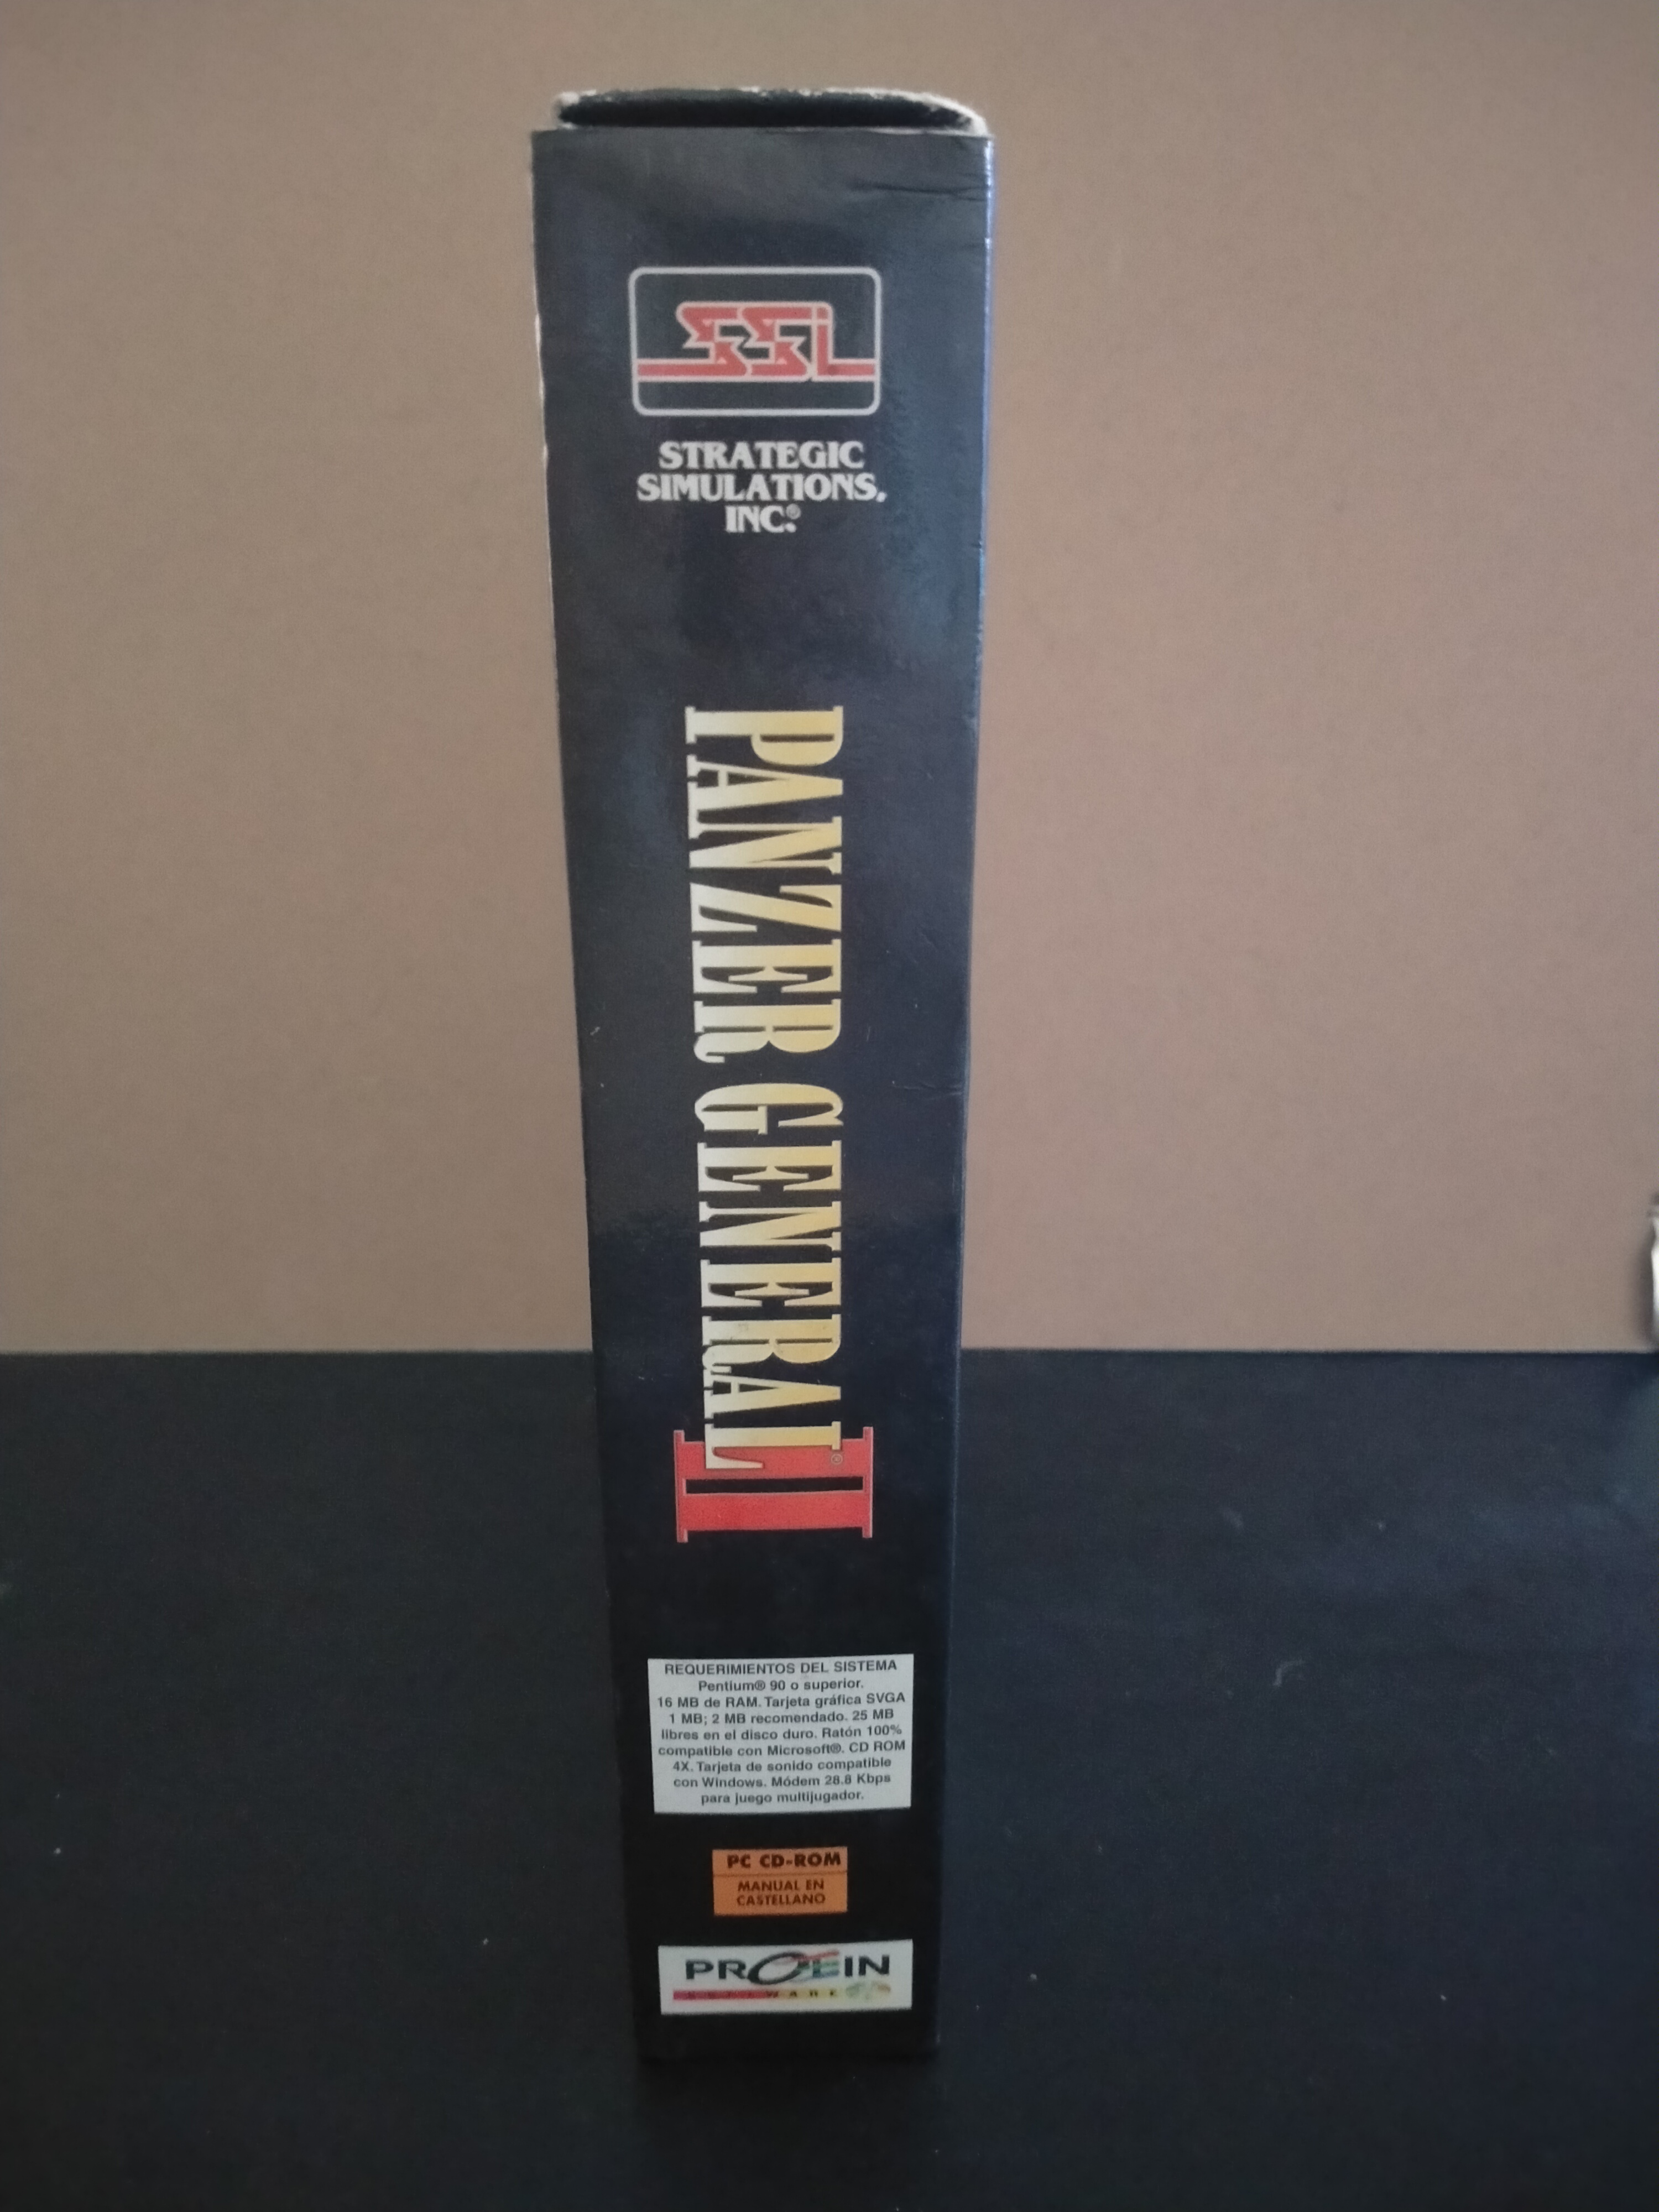 SSI
STRATEGIC
SIMULATIONS,
INC.®
PANZER GENERAL® II
REQUERIMIENTOS DEL SISTEMA
Pentium® 90 o superior.
16 MB de RAM. Tarjeta gráfica SVGA
1 MB; 2 MB recomendado. 25 MB
libres en el disco duro. Ratón 100%
compatible con Microsoft®. CD ROM
4X. Tarjeta de sonido compatible
con Windows. Módem 28.8 Kbps
para juego multijugador.
PC CD-ROM
MANUAL EN
CASTELLANO
PROEIN
SOFTWARE